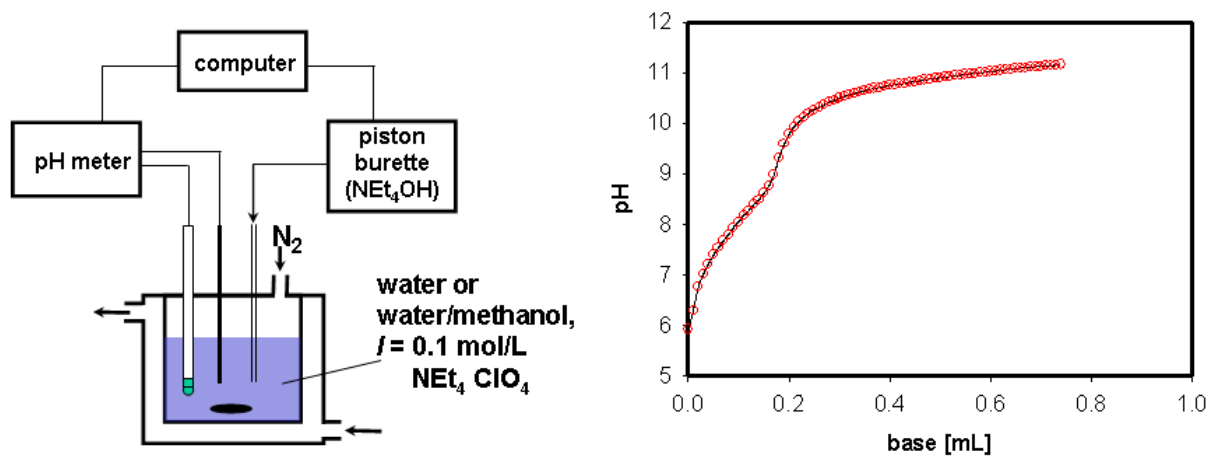 computer
pH meter
piston
burette
(NEt₄OH)
N₂
water or
water/methanol,
I = 0.1 mol/L
NEt₄ ClO₄
12
11
10
9
8
7
6
5
pH
0.0 0.2 0.4 0.6 0.8 1.0
base [mL]